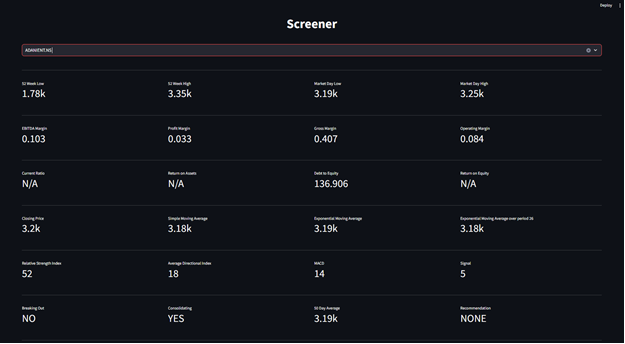 Deploy
Screener
ADANIENT.NS
52 Week Low 52 Week High Market Day Low Market Day High
1.78k 3.35k 3.19k 3.25k
EBITDA Margin Profit Margin Gross Margin Operating Margin
0.103 0.033 0.407 0.084
Current Ratio Return on Assets Debt to Equity Return on Equity
N/A N/A 136.906 N/A
Closing Price Simple Moving Average Exponential Moving Average Exponential Moving Average over period 26
3.2k 3.18k 3.19k 3.18k
Relative Strength Index Average Directional Index MACD Signal
52 18 14 5
Breaking Out Consolidating 50 Day Average Recommendation
NO YES 3.19k NONE